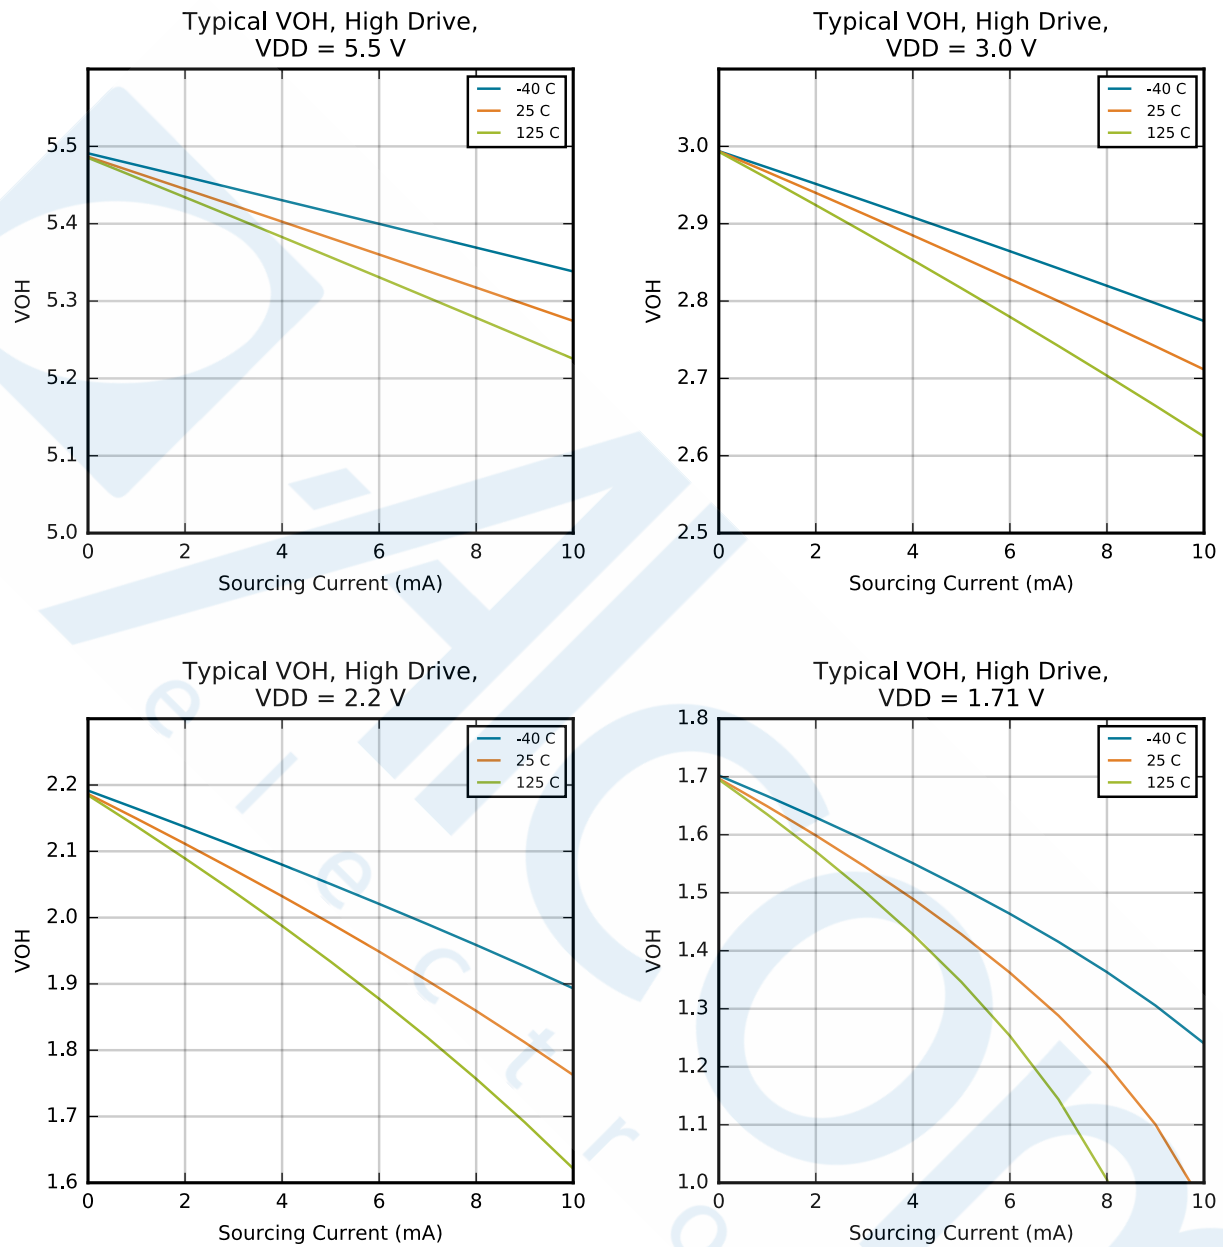 Typical VOH, High Drive,
VDD = 5.5 V
-40 C
25 C
125 C
5.5
5.4
5.3
5.2
5.1
5.0
VOH
0 2 4 6 8 10
Sourcing Current (mA)
Typical VOH, High Drive,
VDD = 3.0 V
-40 C
25 C
125 C
3.0
2.9
2.8
2.7
2.6
2.5
VOH
0 2 4 6 8 10
Sourcing Current (mA)
Typical VOH, High Drive,
VDD = 2.2 V
-40 C
25 C
125 C
2.2
2.1
2.0
1.9
1.8
1.7
1.6
VOH
0 2 4 6 8 10
Sourcing Current (mA)
Typical VOH, High Drive,
VDD = 1.71 V
-40 C
25 C
125 C
1.8
1.7
1.6
1.5
1.4
1.3
1.2
1.1
1.0
VOH
0 2 4 6 8 10
Sourcing Current (mA)